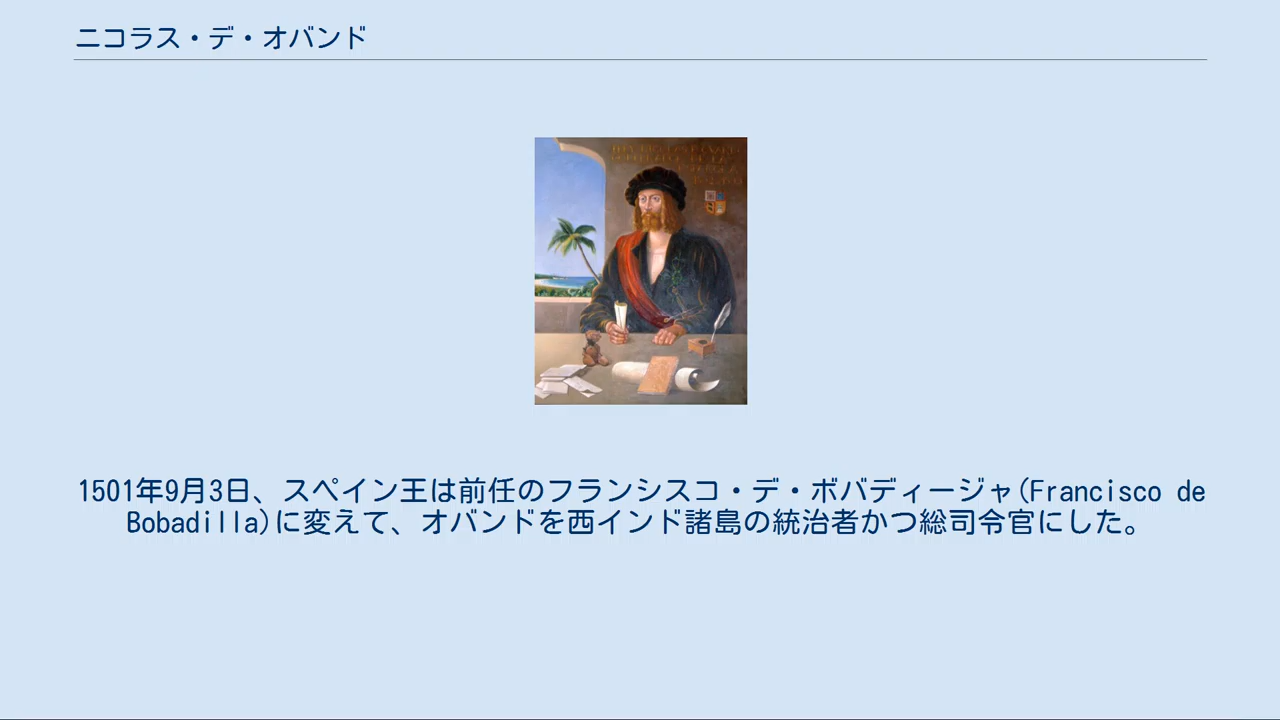 ニコラス・デ・オバンド
1501年9月3日、スペイン王は前任のフランシスコ・デ・ボバディージャ(Francisco de
Bobadilla)に変えて、オバンドを西インド諸島の統治者かつ総司令官にした。